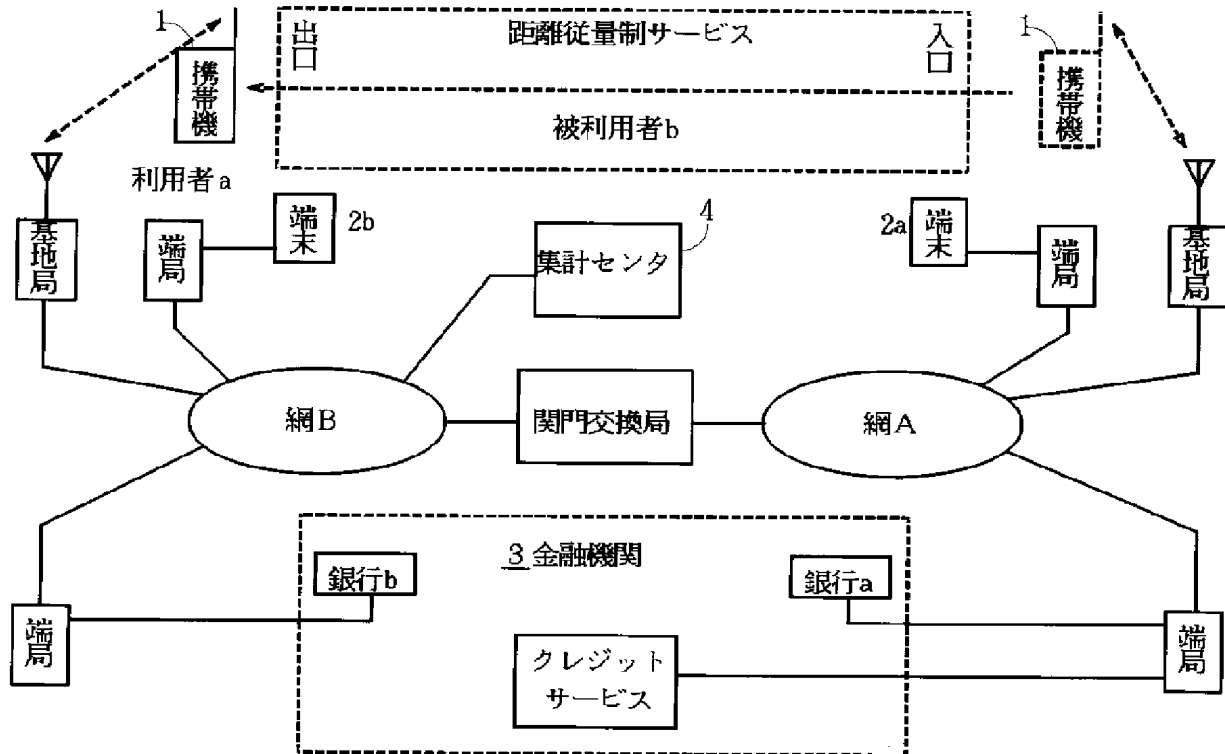 1
携帯機
出口
距離従量制サービス
入口
1
携帯機
被利用者b
利用者a
基地局
端局
端末
2b
集計センタ
4
2a
端末
端局
基地局
網B
関門交換局
網A
3 金融機関
銀行b
銀行a
端局
クレジット
サービス
端局